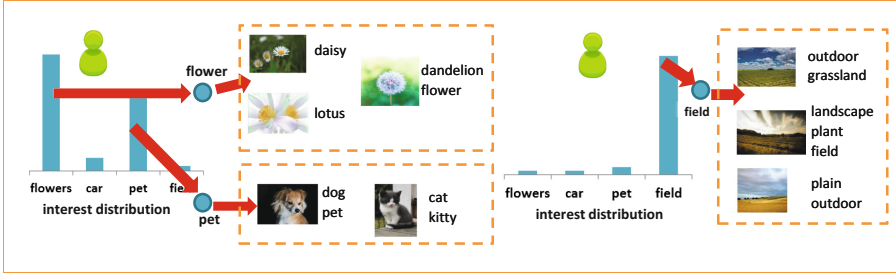 flower
daisy
dandelion
flower
lotus
flowers car pet field
interest distribution
pet
dog
pet
cat
kitty
outdoor
grassland
field
landscape
plant
field
plain
outdoor
flowers car pet field
interest distribution